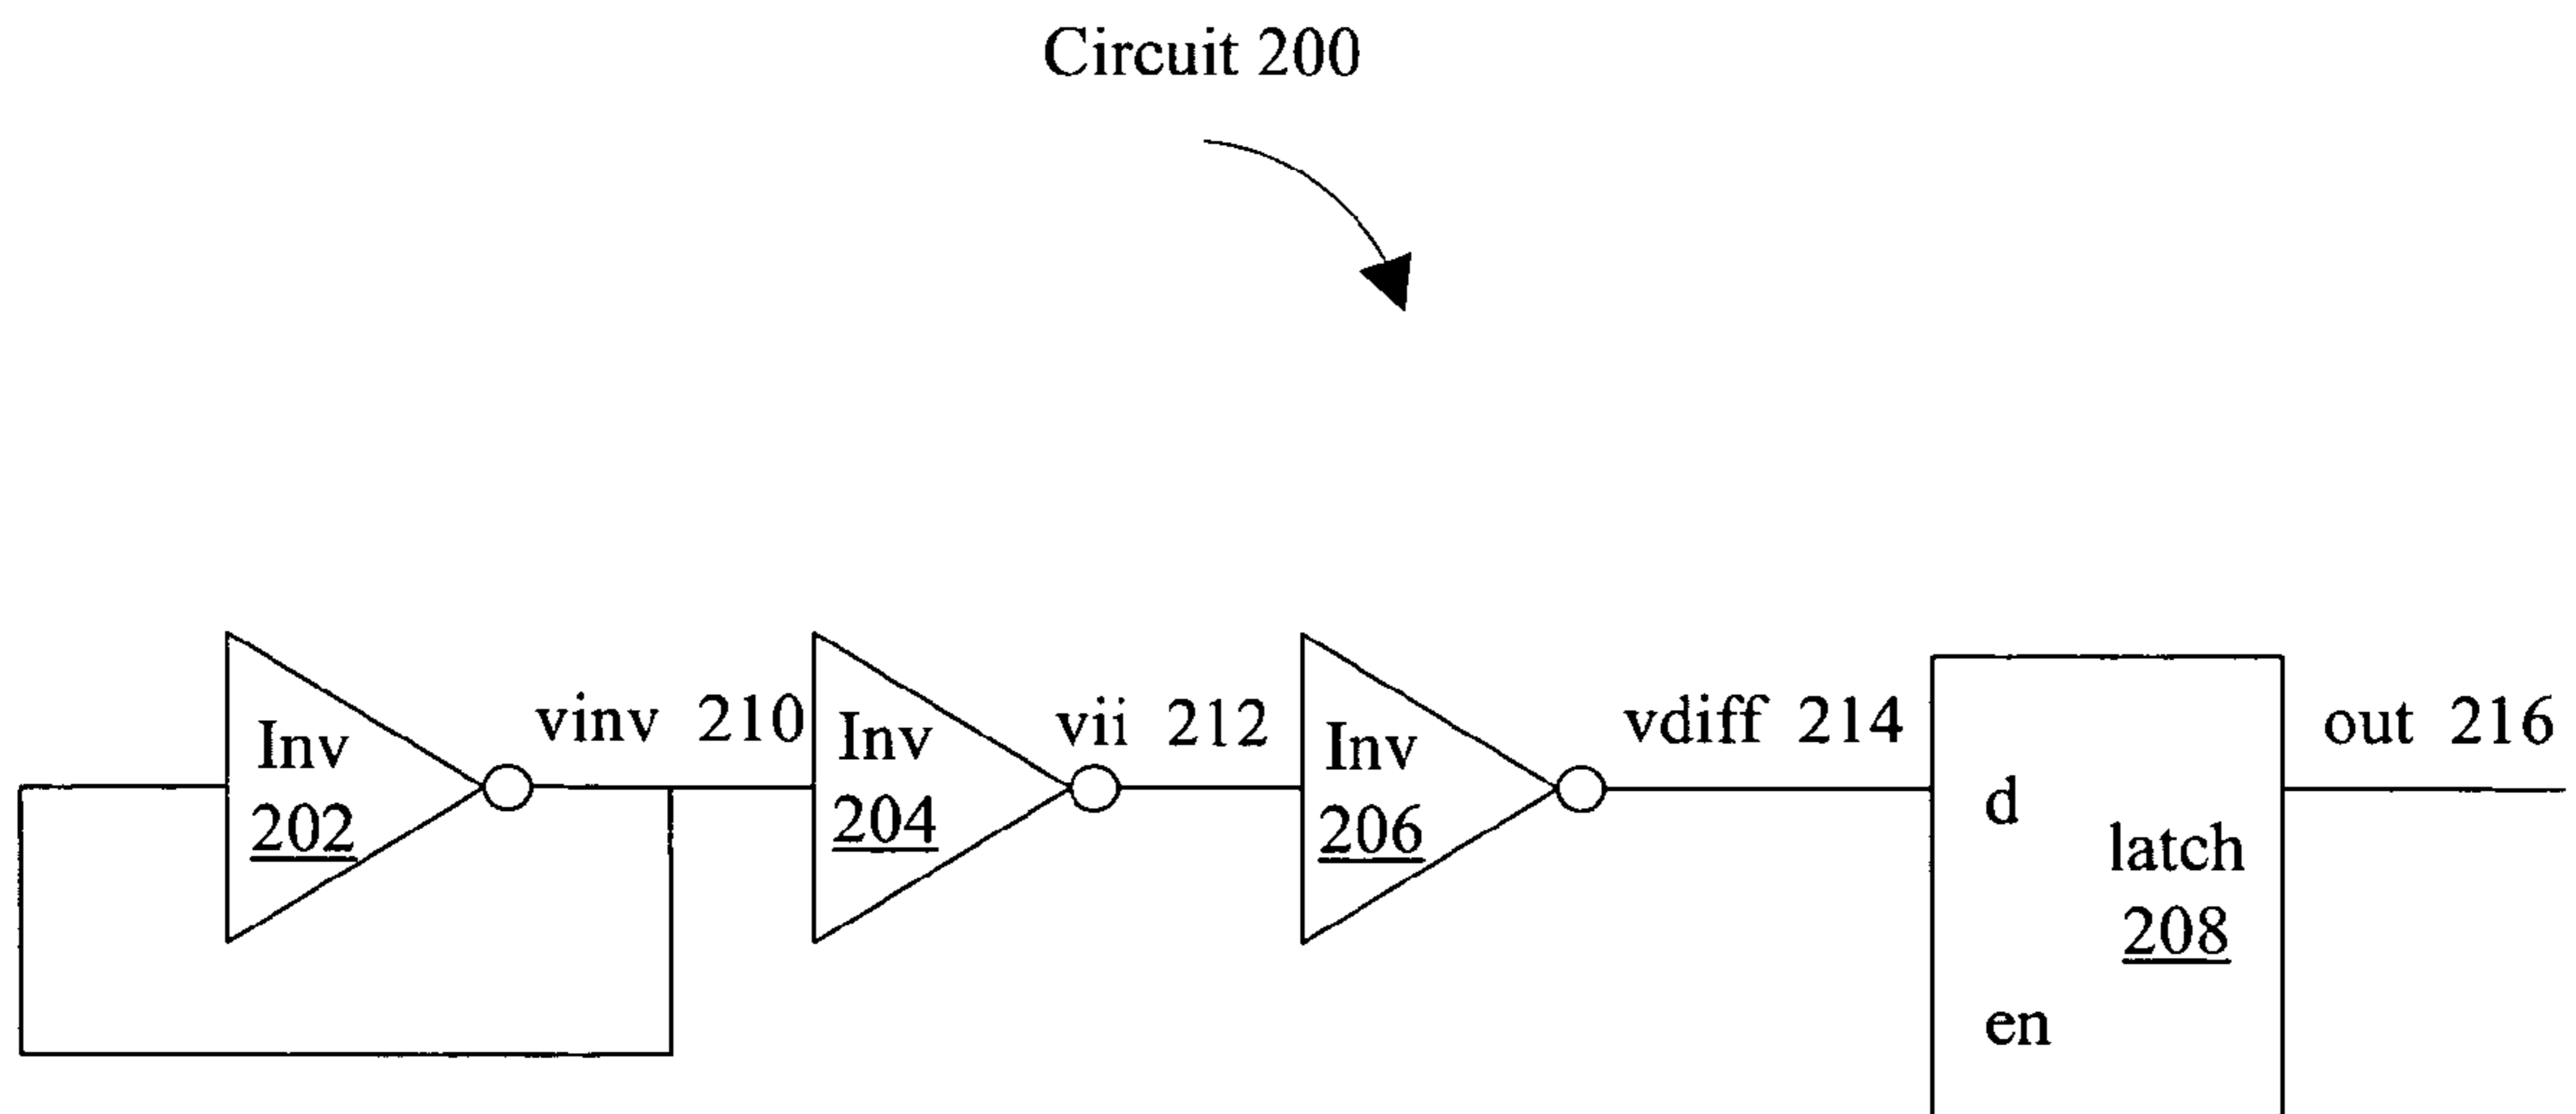 Circuit 200
Inv
202
vinv 210
Inv
204
vii 212
Inv
206
vdiff 214
d
latch
208
en
out 216